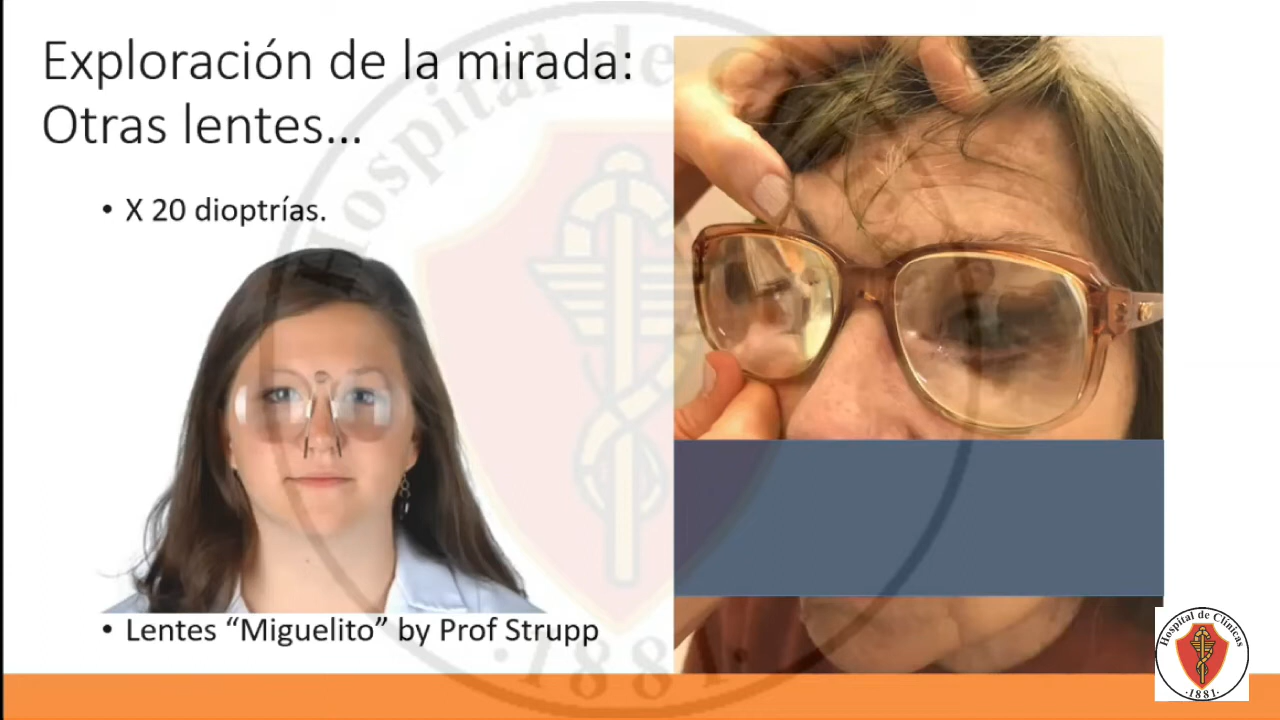 Exploración de la mirada:
Otras lentes...
• X 20 dioptrías.
• Lentes “Miguelito” by Prof Strupp
Hospital de Clínicas
·1881·